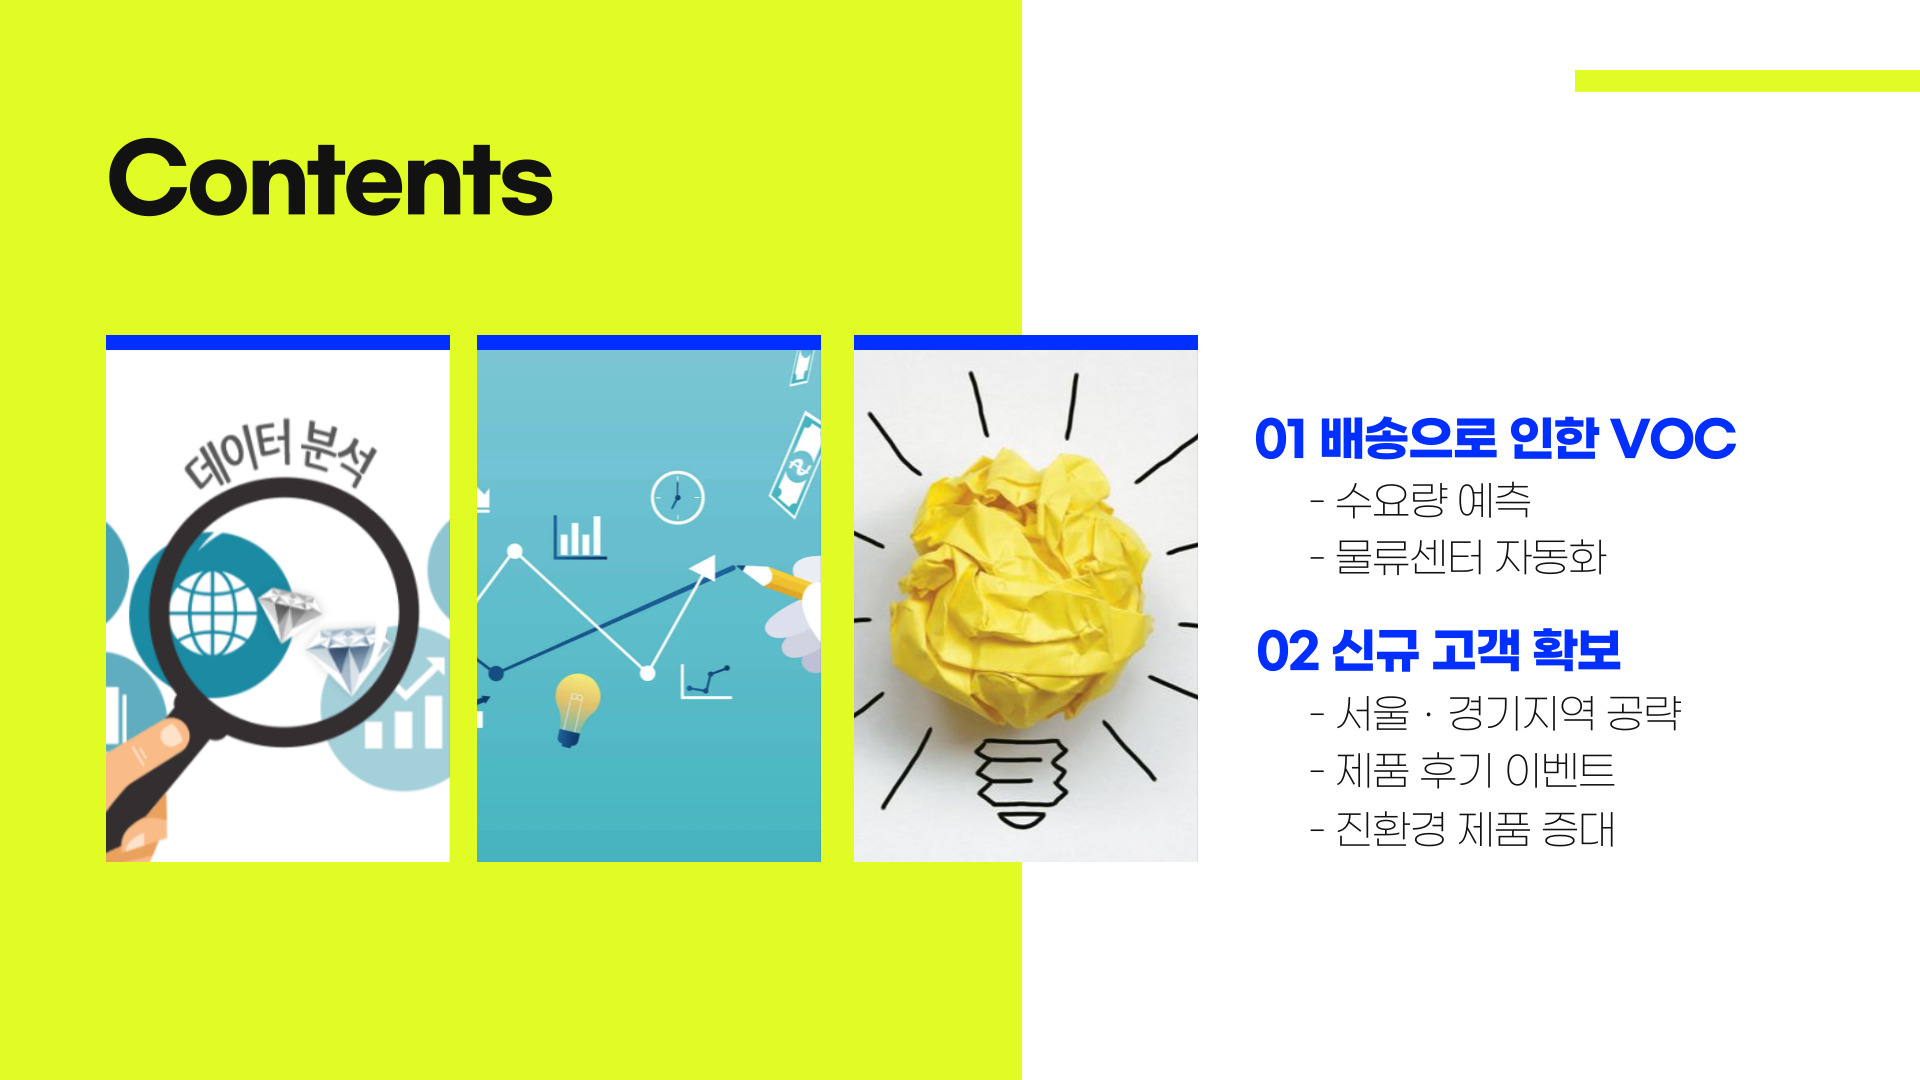 Contents
데이터 분석
01 배송으로 인한 VOC
- 수요량 예측
- 물류센터 자동화
02 신규 고객 확보
- 서울 · 경기지역 공략
- 제품 후기 이벤트
- 진환경 제품 증대